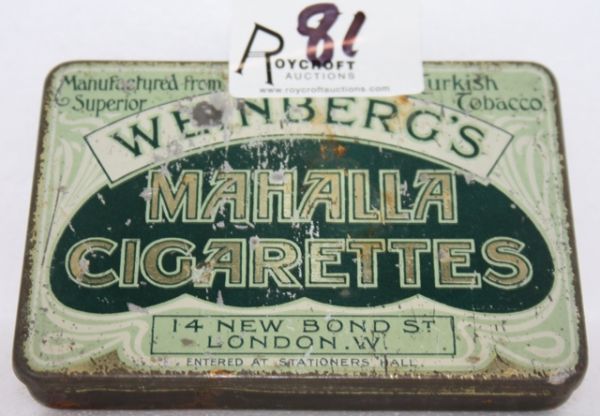 81
ROYCROFT
AUCTIONS
www.roycroftauctions.com
Manufactured From
Superior
Turkish
Tobacco
WEINBERG'S
MAHALLA
CIGARETTES
14 NEW BOND ST
LONDON.W.
ENTERED AT STATIONERS HALL.